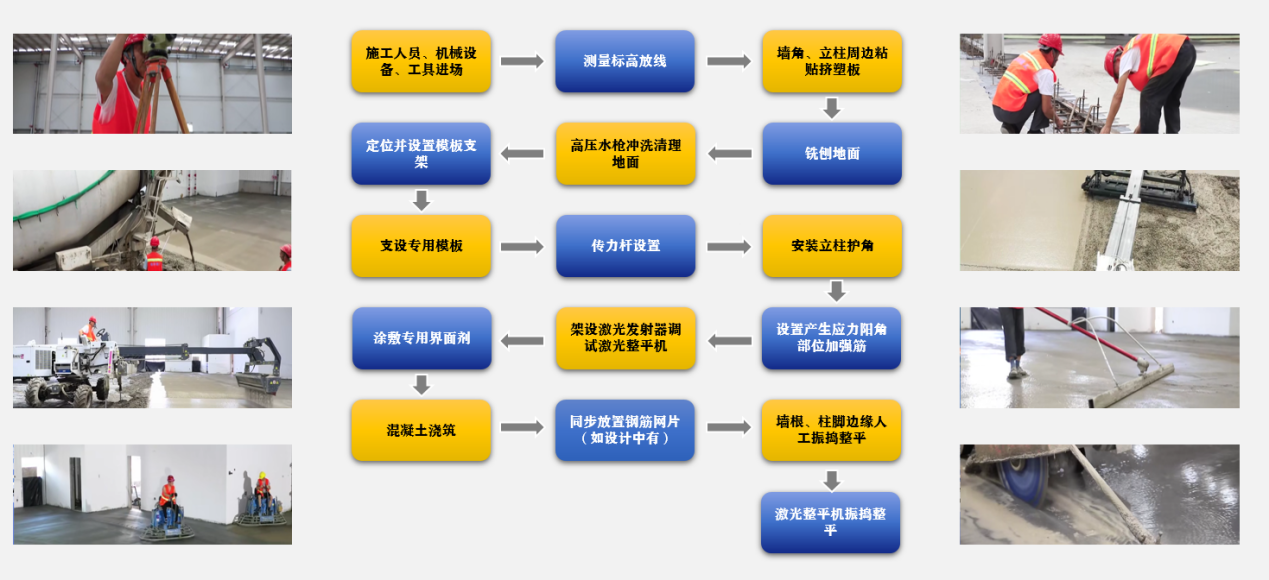 施工人员、机械设
备、工具进场
测量标高放线
墙角、立柱周边粘
贴挤塑板
铣刨地面
高压水枪冲洗清理
地面
定位并设置模板支
架
支设专用模板
传力杆设置
安装立柱护角
设置产生应力阳角
部位加强筋
架设激光发射器调
试激光整平机
涂敷专用界面剂
混凝土浇筑
同步放置钢筋网片
（如设计中有）
墙根、柱脚边缘人
工振捣整平
激光整平机振捣整
平